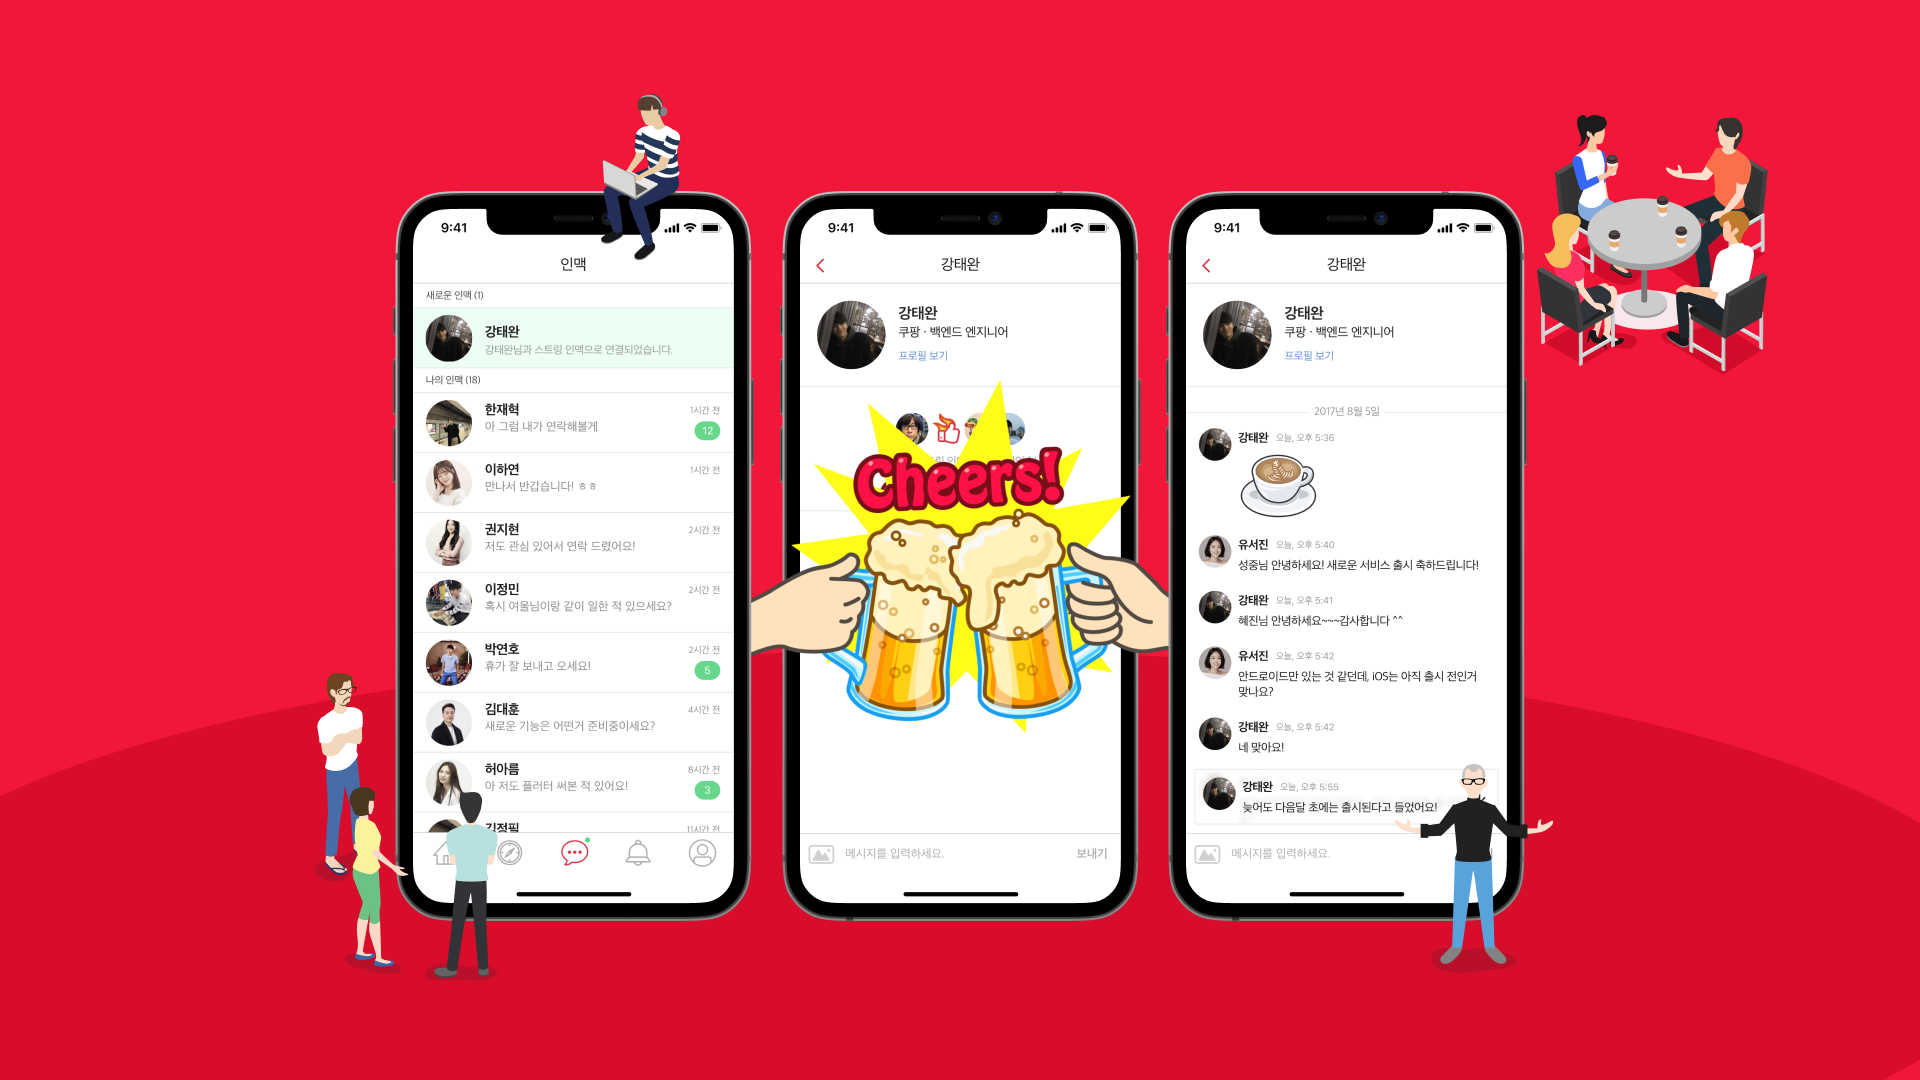 9:41
인맥
새로운 인맥 (1)
강태완
강태완님과 스트링 인맥으로 연결되었습니다.
나의 인맥 (18)
한재혁
1시간 전
아 그럼 내가 연락해볼게
12
이하연
1시간 전
만나서 반갑습니다! ㅎㅎ
권지현
2시간 전
저도 관심 있어서 연락 드렸어요!
이정민
2시간 전
혹시 여울님이랑 같이 일한 적 있으세요?
박연호
2시간 전
휴가 잘 보내고 오세요!
5
김대훈
4시간 전
새로운 기능은 어떤거 준비중이세요?
허아름
8시간 전
아 저도 플러터 써본 적 있어요!
3
김정필
11시간 전
9:41
강태완
강태완
쿠팡 · 백엔드 엔지니어
프로필 보기
Cheers!
메시지를 입력하세요.
보내기
9:41
강태완
강태완
쿠팡 · 백엔드 엔지니어
프로필 보기
2017년 8월 5일
강태완 오늘, 오후 5:36
유서진 오늘, 오후 5:40
성중님 안녕하세요! 새로운 서비스 출시 축하드립니다!
강태완 오늘, 오후 5:41
혜진님 안녕하세요~~~감사합니다 ^^
유서진 오늘, 오후 5:42
안드로이드만 있는 것 같던데, iOS는 아직 출시 전인거
맞나요?
강태완 오늘, 오후 5:42
네 맞아요!
강태완 오늘, 오후 5:55
늦어도 다음달 초에는 출시된다고 들었어요!
메시지를 입력하세요.